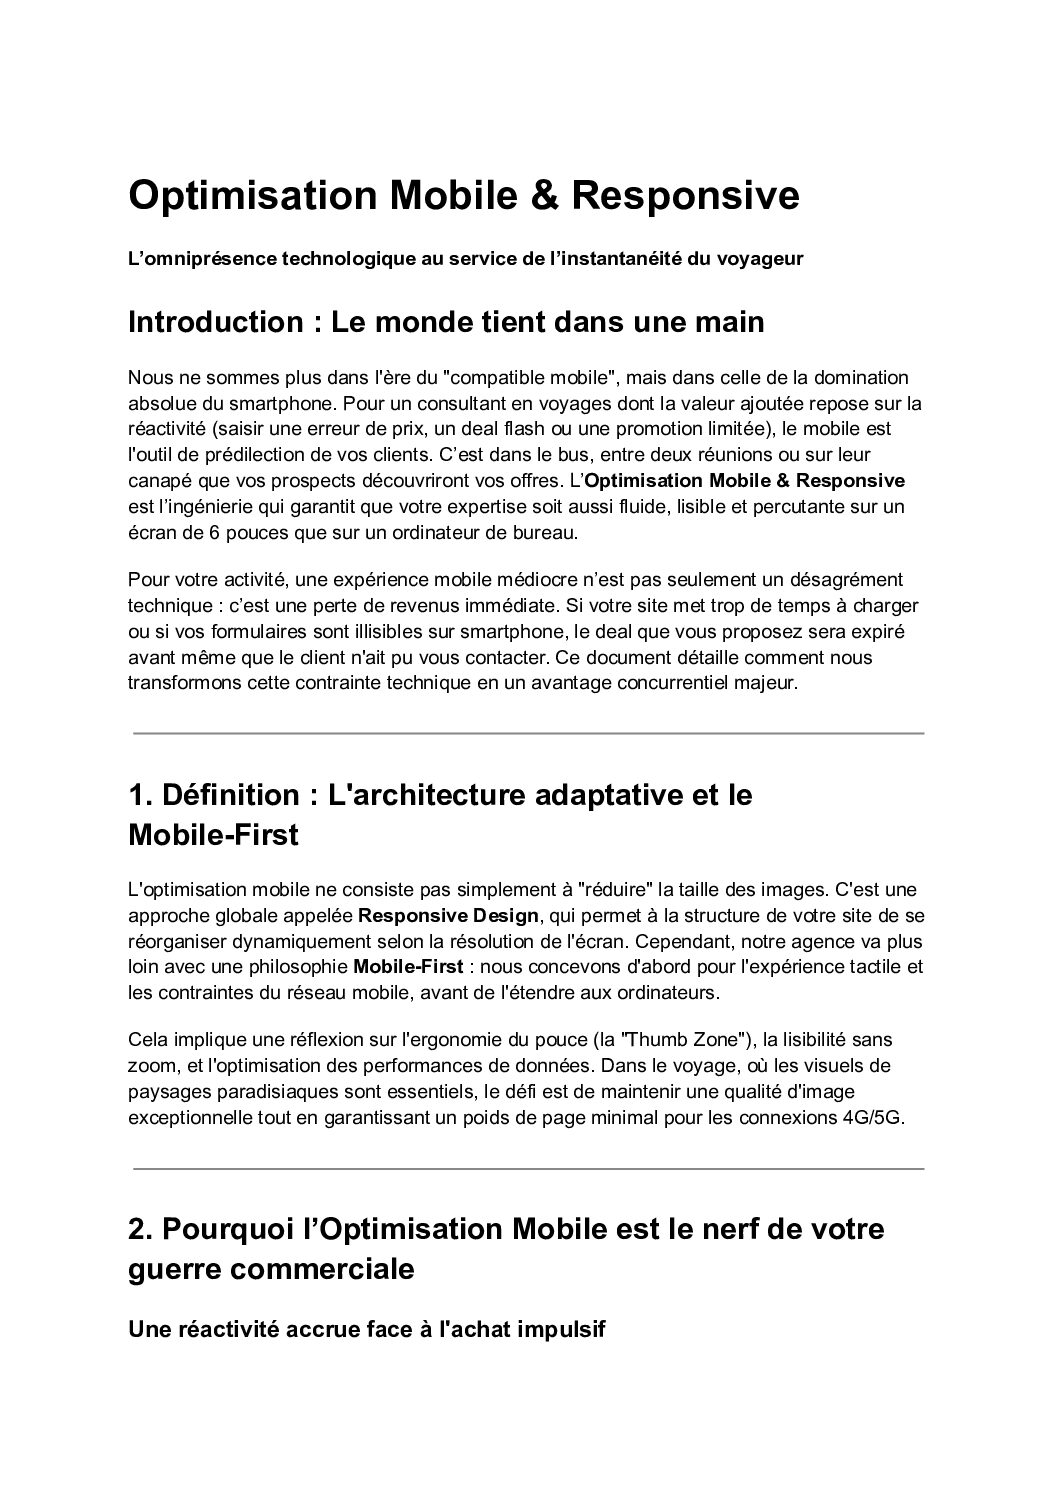 Optimisation Mobile & Responsive
L’omniprésence technologique au service de l’instantanéité du voyageur
Introduction : Le monde tient dans une main
Nous ne sommes plus dans l'ère du "compatible mobile", mais dans celle de la domination
absolue du smartphone. Pour un consultant en voyages dont la valeur ajoutée repose sur la
réactivité (saisir une erreur de prix, un deal flash ou une promotion limitée), le mobile est
l'outil de prédilection de vos clients. C’est dans le bus, entre deux réunions ou sur leur
canapé que vos prospects découvriront vos offres. L’Optimisation Mobile & Responsive
est l’ingénierie qui garantit que votre expertise soit aussi fluide, lisible et percutante sur un
écran de 6 pouces que sur un ordinateur de bureau.
Pour votre activité, une expérience mobile médiocre n’est pas seulement un désagrément
technique : c’est une perte de revenus immédiate. Si votre site met trop de temps à charger
ou si vos formulaires sont illisibles sur smartphone, le deal que vous proposez sera expiré
avant même que le client n'ait pu vous contacter. Ce document détaille comment nous
transformons cette contrainte technique en un avantage concurrentiel majeur.
1. Définition : L'architecture adaptative et le
Mobile-First
L'optimisation mobile ne consiste pas simplement à "réduire" la taille des images. C'est une
approche globale appelée Responsive Design, qui permet à la structure de votre site de se
réorganiser dynamiquement selon la résolution de l'écran. Cependant, notre agence va plus
loin avec une philosophie Mobile-First : nous concevons d'abord pour l'expérience tactile et
les contraintes du réseau mobile, avant de l'étendre aux ordinateurs.
Cela implique une réflexion sur l'ergonomie du pouce (la "Thumb Zone"), la lisibilité sans
zoom, et l'optimisation des performances de données. Dans le voyage, où les visuels de
paysages paradisiaques sont essentiels, le défi est de maintenir une qualité d'image
exceptionnelle tout en garantissant un poids de page minimal pour les connexions 4G/5G.
2. Pourquoi l’Optimisation Mobile est le nerf de votre
guerre commerciale
Une réactivité accrue face à l'achat impulsif